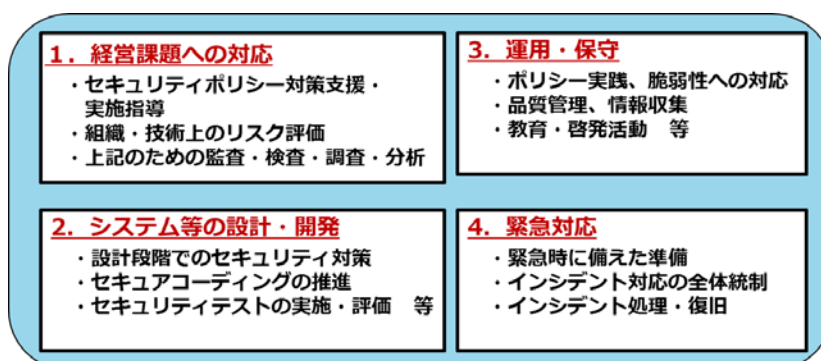 1. 経営課題への対応
・セキュリティポリシー対策支援・
実施指導
・組織・技術上のリスク評価
・上記のための監査・検査・調査・分析
2. システム等の設計・開発
・設計段階でのセキュリティ対策
・セキュアコーディングの推進
・セキュリティテストの実施・評価　等
3. 運用・保守
・ポリシー実践、脆弱性への対応
・品質管理、情報収集
・教育・啓発活動　等
4. 緊急対応
・緊急時に備えた準備
・インシデント対応の全体統制
・インシデント処理・復旧